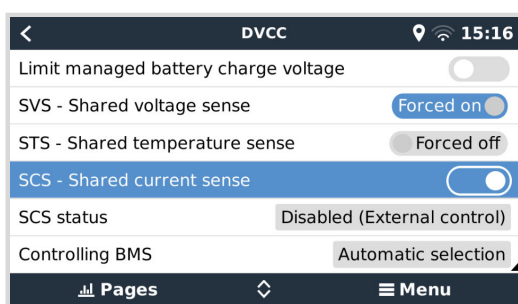 DVCC 15:16
Limit managed battery charge voltage
SVS - Shared voltage sense Forced on
STS - Shared temperature sense Forced off
SCS - Shared current sense
SCS status Disabled (External control)
Controlling BMS Automatic selection
Pages Menu